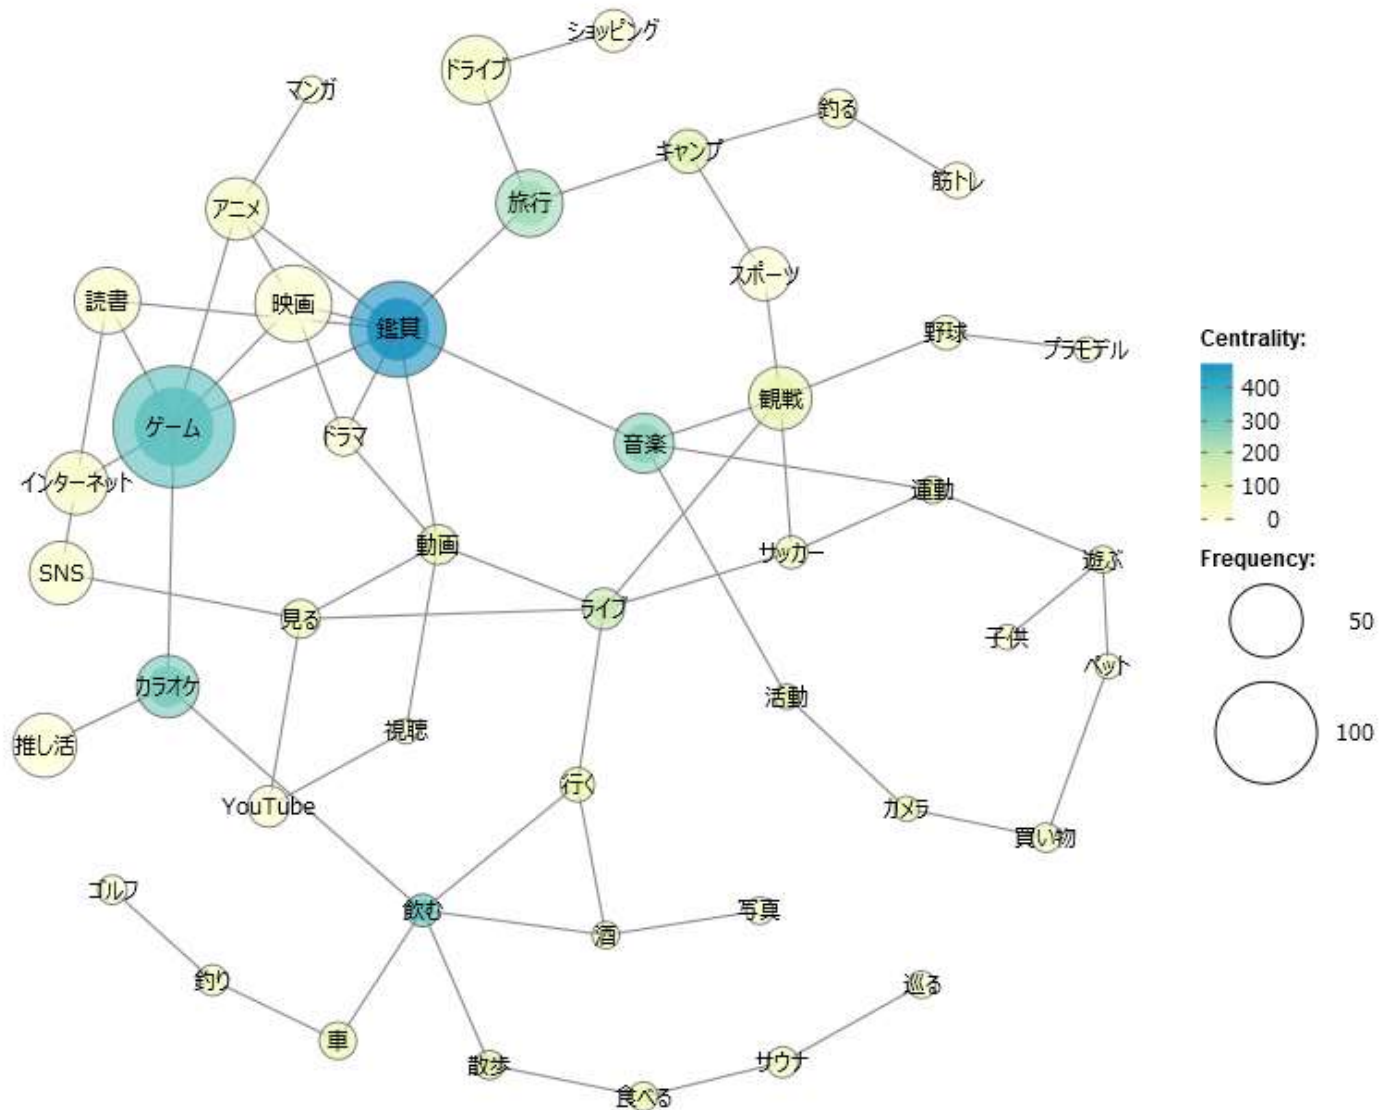 ショッピング
ドライブ
マンガ
釣る
キャンプ
筋トレ
アニメ
旅行
スポーツ
読書
映画
鑑賞
野球
プラモデル
観戦
ゲーム
ドラマ
音楽
インターネット
運動
動画
サッカー
遊ぶ
SNS
見る
ライブ
子供
ペット
カラオケ
活動
推し活
視聴
行く
YouTube
カメラ
買い物
ゴルフ
飲む
酒
写真
釣り
巡る
車
散歩
サウナ
食べる
Centrality:
400
300
200
100
0
Frequency:
50
100